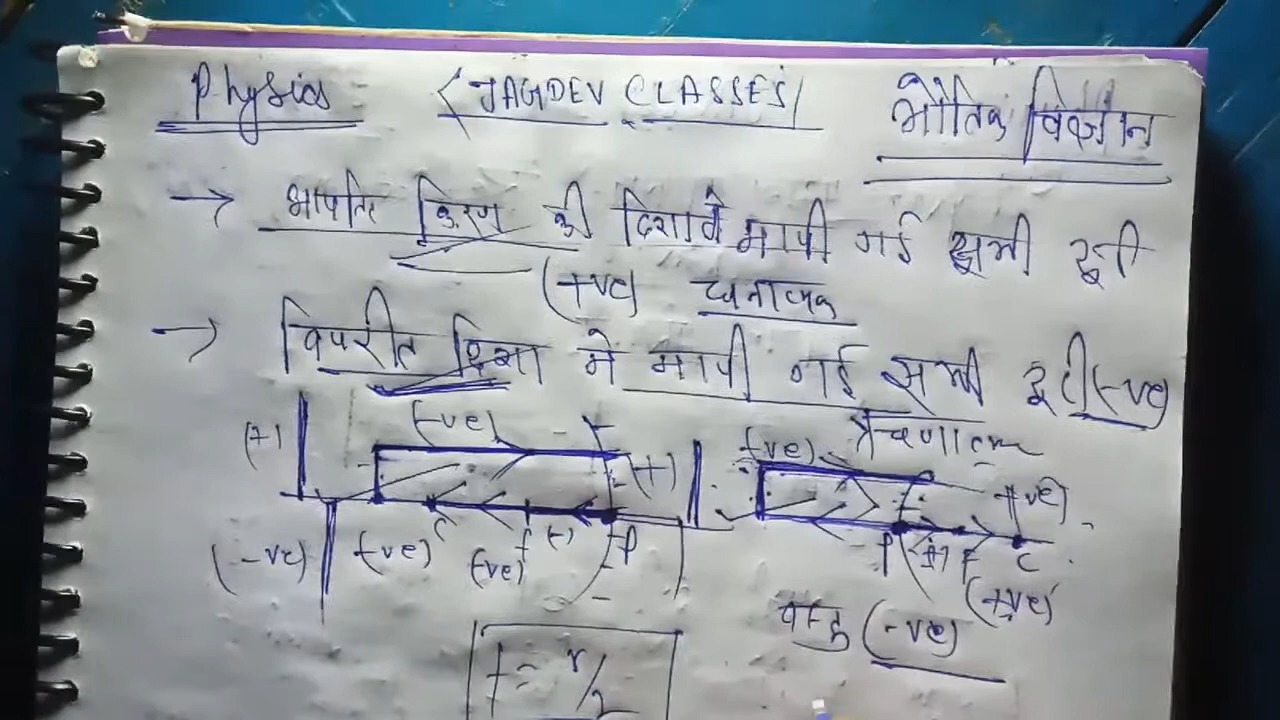 Physics <JAGDEV CLASSES/ भौतिक विज्ञान
→ आपतित किरण की दिशा में मापी गई सभी दूरी
(+ve) धनात्मक
→ विपरीत दिशा में मापी गई सभी दूरी (-ve)
ऋणात्मक
(+) (-ve) (+) (-ve) (+ve)
(-ve) (-ve) C (-ve) F (-) P P (+) F C
(+ve)
वस्तु (-ve)
f = r/2